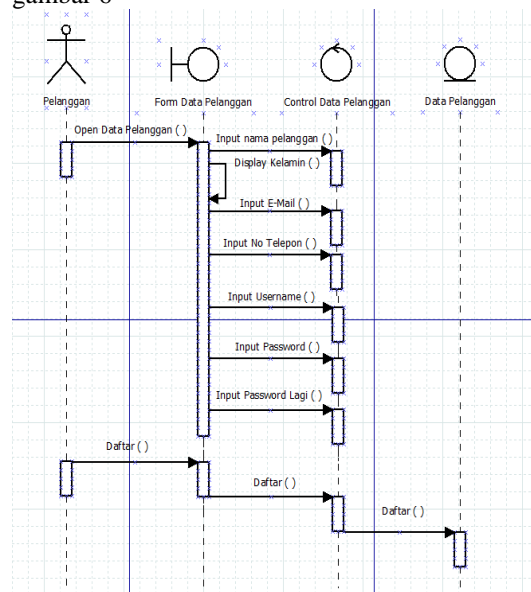 gambar 6
Pelanggan
Form Data Pelanggan
Control Data Pelanggan
Data Pelanggan
Open Data Pelanggan ( )
Input nama pelanggan ( )
Display Kelamin ( )
Input E-Mail ( )
Input No Telepon ( )
Input Username ( )
Input Password ( )
Input Password Lagi ( )
Daftar ( )
Daftar ( )
Daftar ( )